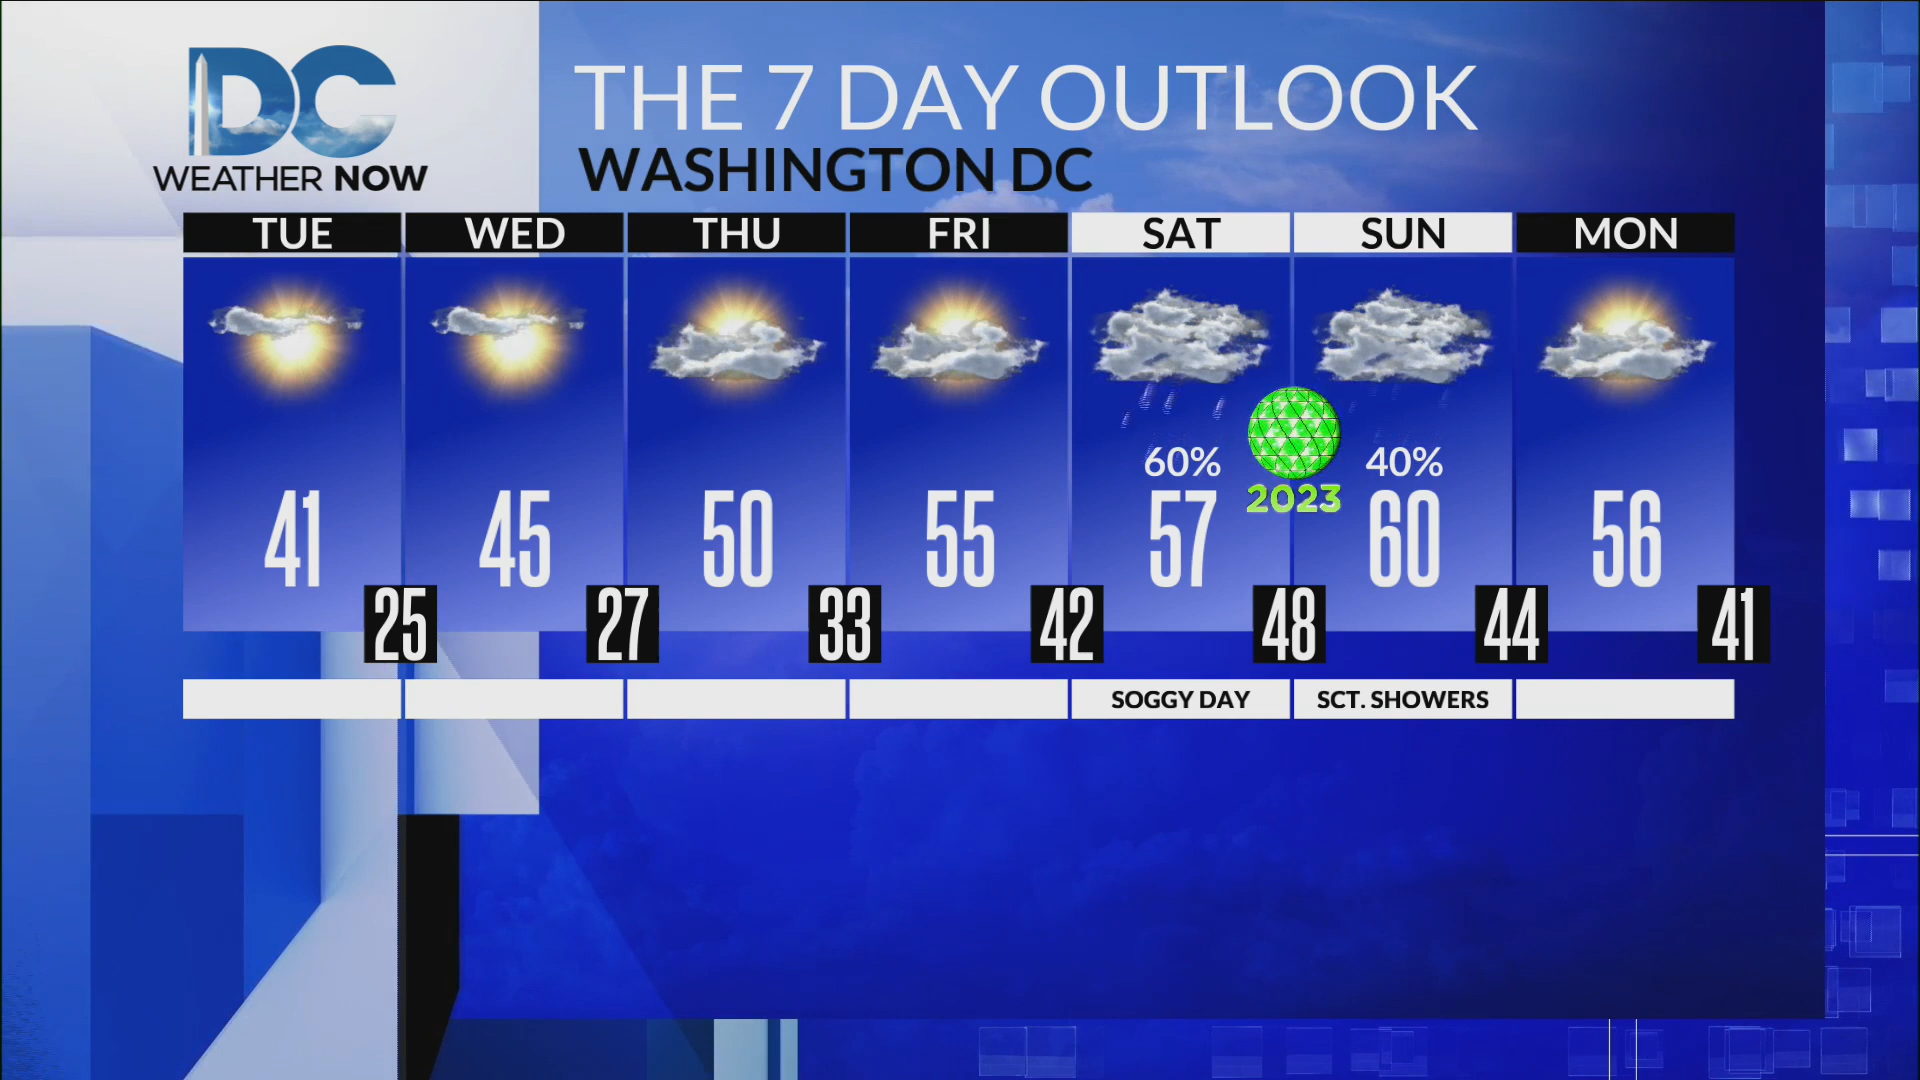 DC
WEATHER NOW
THE 7 DAY OUTLOOK
WASHINGTON DC
TUE WED THU FRI SAT SUN MON
60% 40%
2023
41 45 50 55 57 60 56
25 27 33 42 48 44 41
SOGGY DAY SCT. SHOWERS